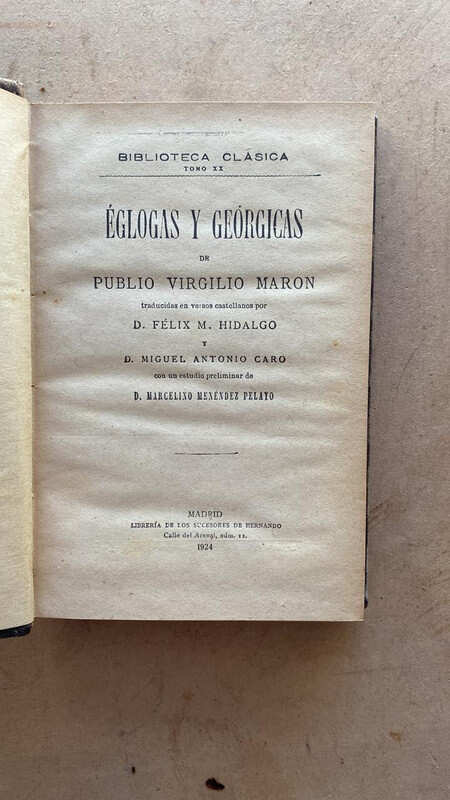 BIBLIOTECA CLÁSICA
TOMO XX
ÉGLOGAS Y GEÓRGICAS
DE
PUBLIO VIRGILIO MARON
traducidas en versos castellanos por
D. FÉLIX M. HIDALGO
Y
D. MIGUEL ANTONIO CARO
con un estudio preliminar de
D. MARCELINO MENÉNDEZ PELAYO
MADRID
LIBRERÍA DE LOS SUCESORES DE HERNANDO
Calle del Arenal, núm. 11.
1924